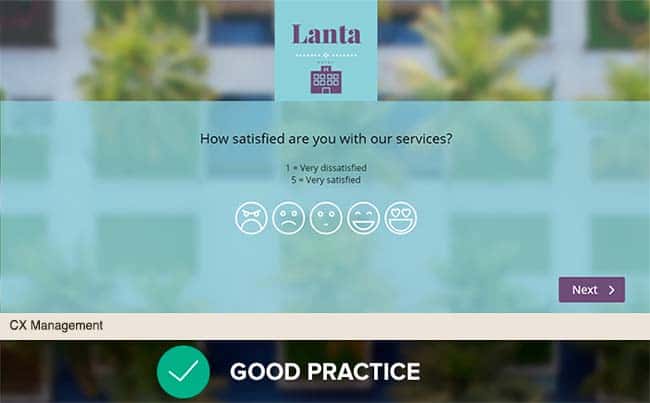 Lanta
HOTEL
How satisfied are you with our services?
1 = Very dissatisfied
5 = Very satisfied
Next
CX Management
GOOD PRACTICE